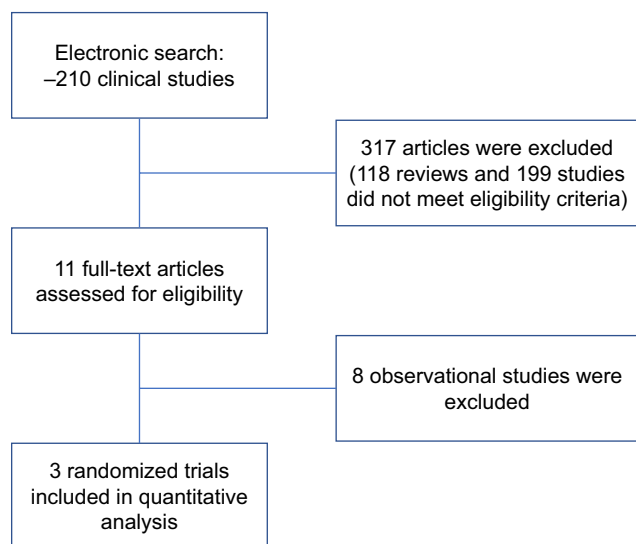 Electronic search:
–210 clinical studies
317 articles were excluded
(118 reviews and 199 studies
did not meet eligibility criteria)
11 full-text articles
assessed for eligibility
8 observational studies were
excluded
3 randomized trials
included in quantitative
analysis